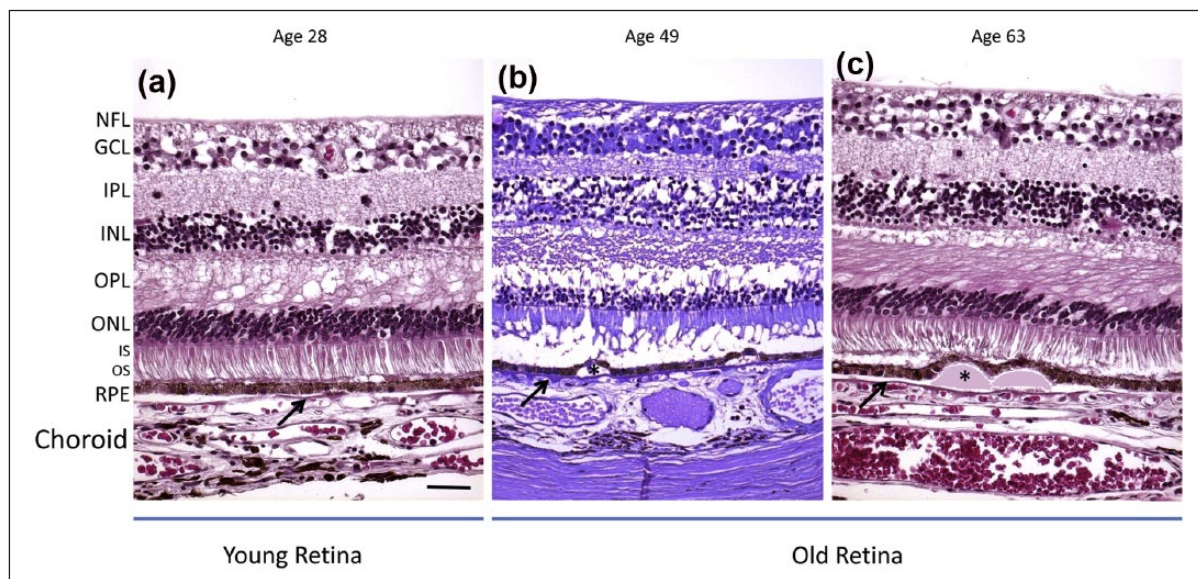 Age 28 Age 49 Age 63
(a) (b) (c)
NFL
GCL
IPL
INL
OPL
ONL
IS
OS
RPE
Choroid
* *
Young Retina Old Retina